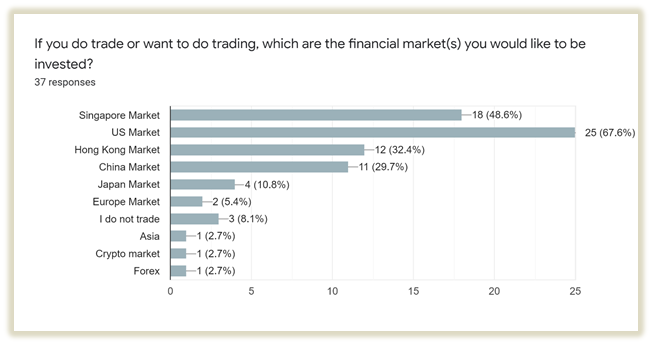 If you do trade or want to do trading, which are the financial market(s) you would like to be
invested?
37 responses
Singapore Market 18 (48.6%)
US Market 25 (67.6%)
Hong Kong Market 12 (32.4%)
China Market 11 (29.7%)
Japan Market 4 (10.8%)
Europe Market 2 (5.4%)
I do not trade 3 (8.1%)
Asia 1 (2.7%)
Crypto market 1 (2.7%)
Forex 1 (2.7%)
0 5 10 15 20 25